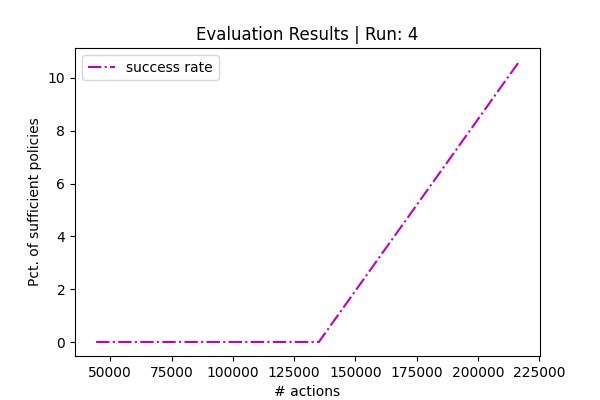 Evaluation Results | Run: 4
success rate
Pct. of sufficient policies
10
8
6
4
2
0
50000 75000 100000 125000 150000 175000 200000 225000
# actions